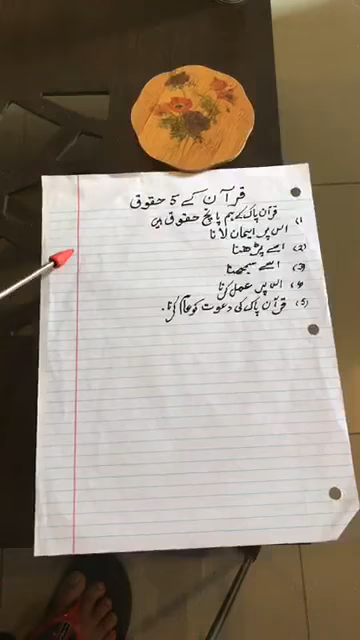 قرآن کے 5 حقوق
قرآن پاک کے ہم پانچ حقوق ہیں
(1) اس پر ایمان لانا
(2) اسے پڑھنا
(3) اسے سمجھنا
(4) اس پر عمل کرنا
(5) قرآن پاک کی دعوت کو عام کرنا.